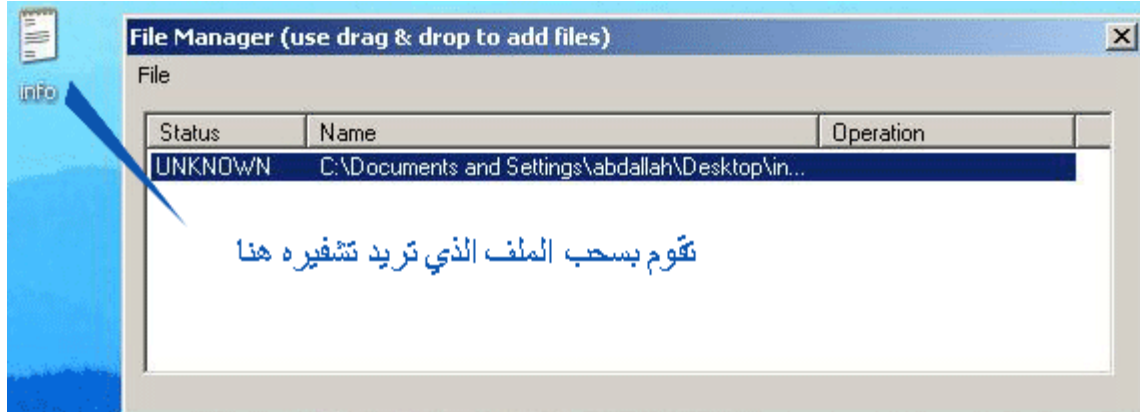 File Manager (use drag & drop to add files)
info
File
Status Name Operation
UNKNOWN C:\Documents and Settings\abdallah\Desktop\in...
تقوم بسحب الملف الذي تريد تشفيره هنا